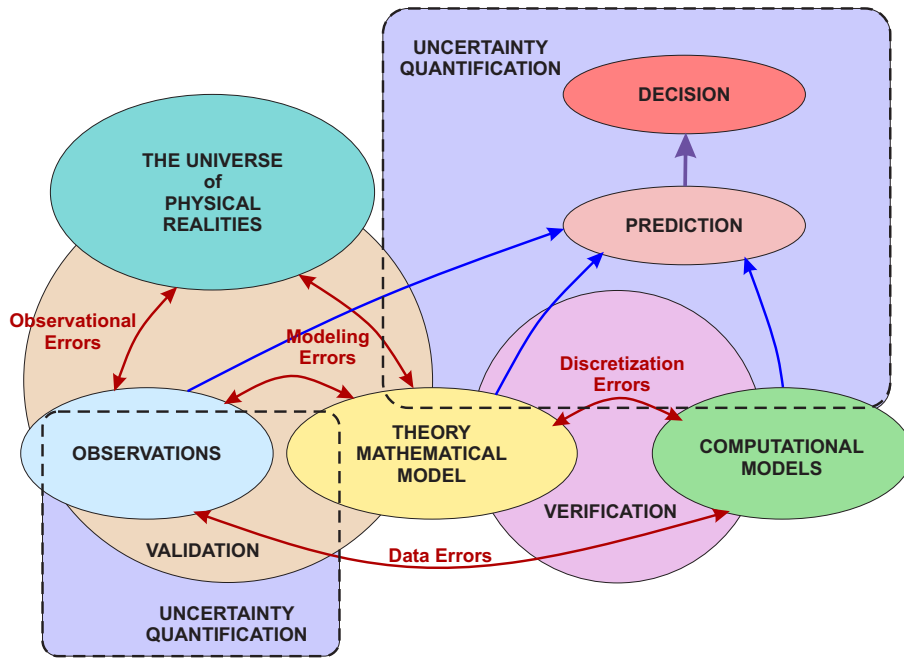 UNCERTAINTY
QUANTIFICATION
DECISION
THE UNIVERSE
of
PHYSICAL
REALITIES
PREDICTION
Observational
Errors
Modeling
Errors
Discretization
Errors
OBSERVATIONS
THEORY
MATHEMATICAL
MODEL
COMPUTATIONAL
MODELS
VERIFICATION
VALIDATION
Data Errors
UNCERTAINTY
QUANTIFICATION